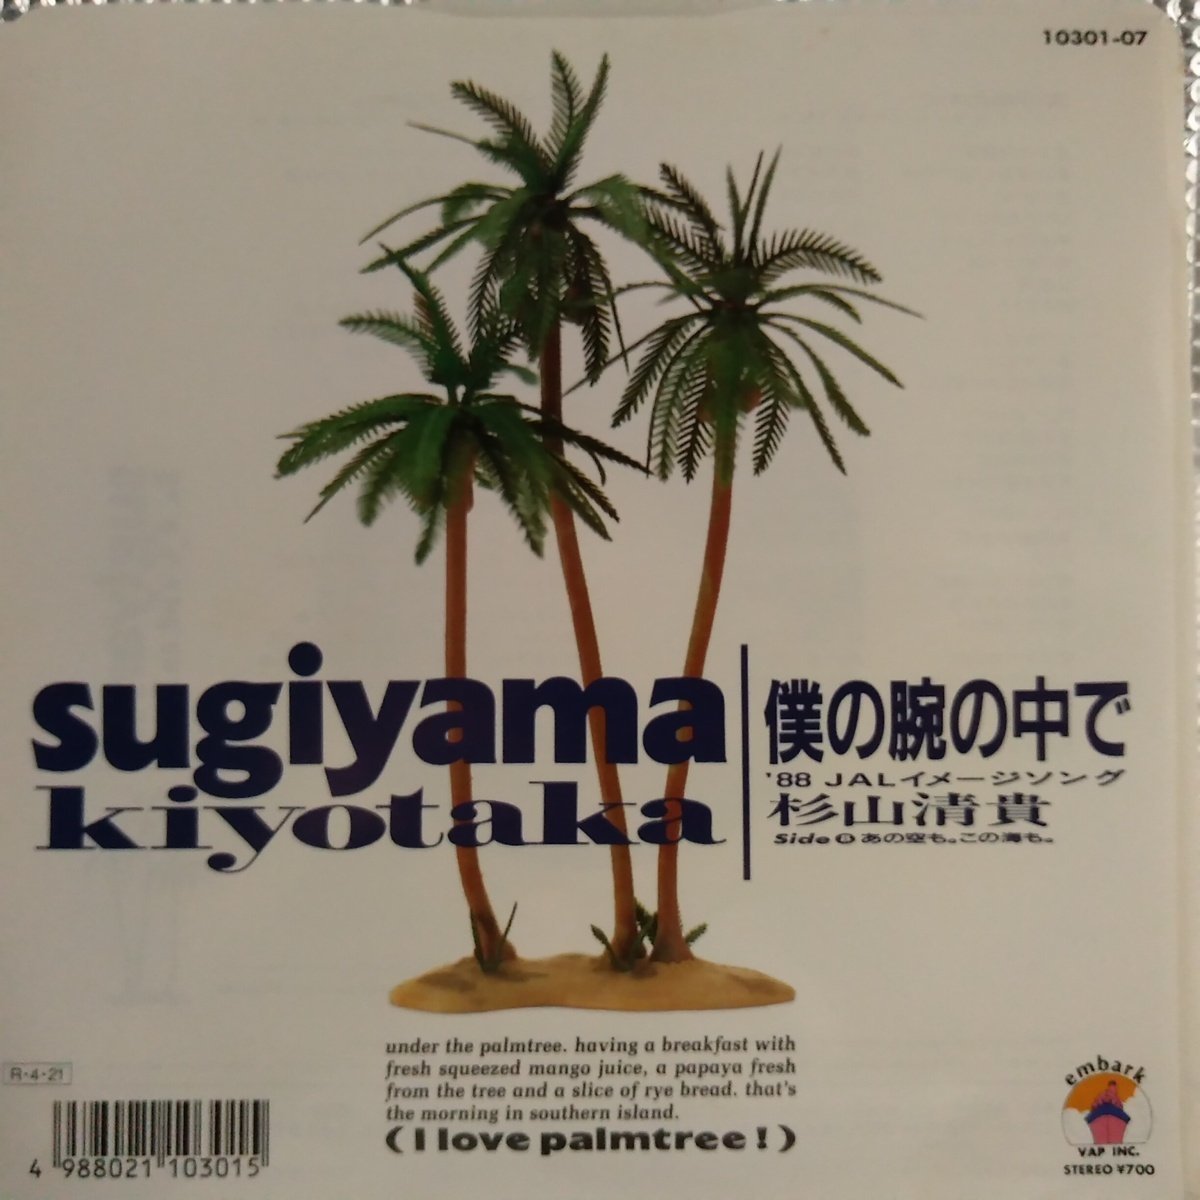 10301-07
sugiyama
kiyotaka
僕の腕の中で
'88 JALイメージソング
杉山清貴
Side B あの空も。この海も。
under the palmtree. having a breakfast with
fresh squeezed mango juice, a papaya fresh
from the tree and a slice of rye bread. that's
the morning in southern island.
(I love palmtree!)
R-4-21
4 988021 103015
embark
VAP INC.
STEREO ¥700